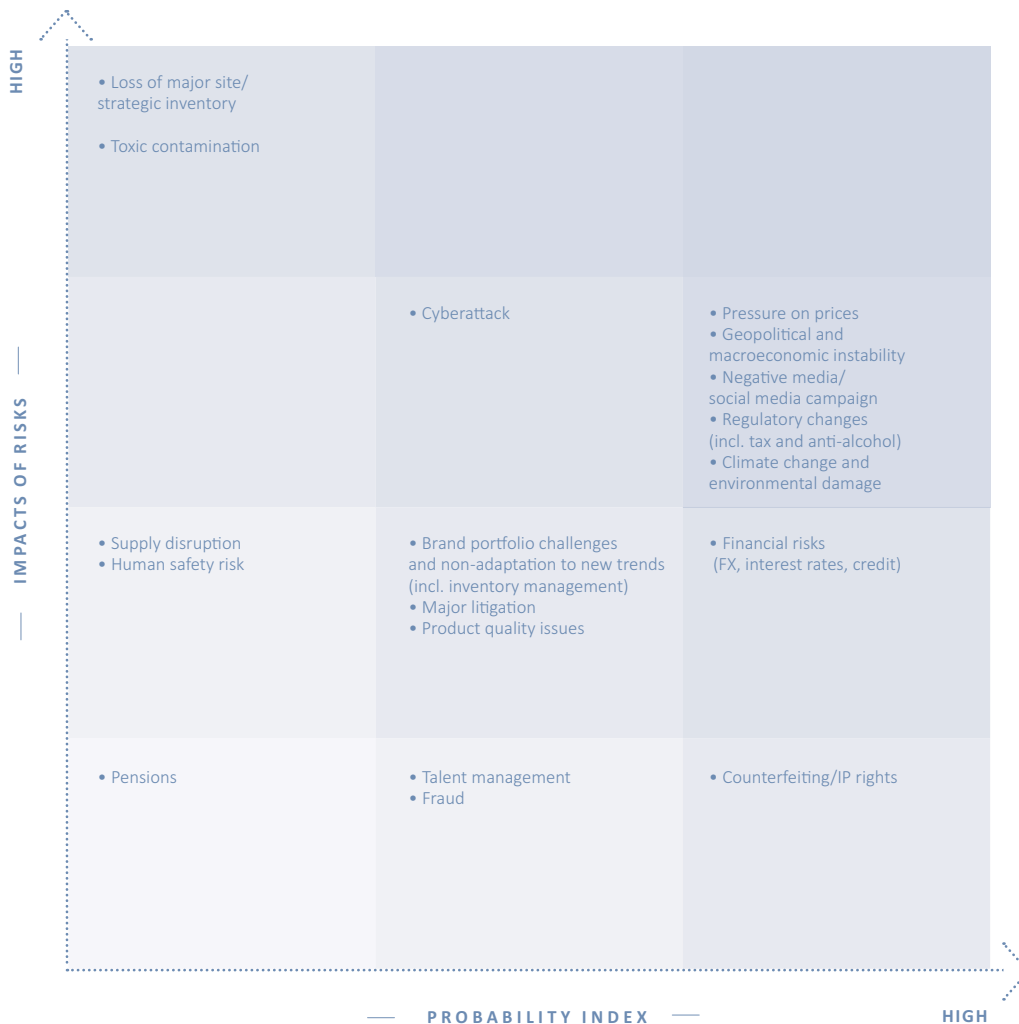 HIGH
• Loss of major site/
strategic inventory
• Toxic contamination
IMPACTS OF RISKS
• Cyberattack
• Pressure on prices
• Geopolitical and
macroeconomic instability
• Negative media/
social media campaign
• Regulatory changes
(incl. tax and anti-alcohol)
• Climate change and
environmental damage
• Supply disruption
• Human safety risk
• Brand portfolio challenges
and non-adaptation to new trends
(incl. inventory management)
• Major litigation
• Product quality issues
• Financial risks
(FX, interest rates, credit)
• Pensions
• Talent management
• Fraud
• Counterfeiting/IP rights
PROBABILITY INDEX
HIGH